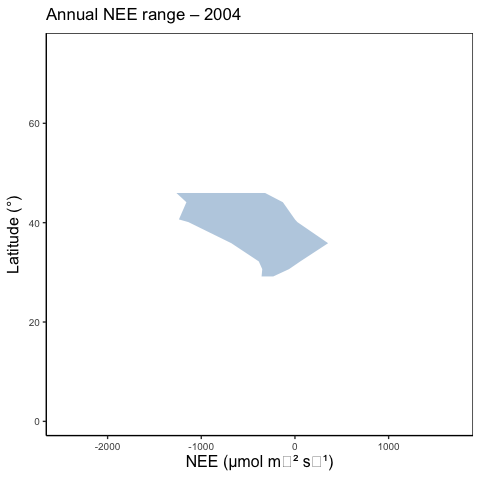 Annual NEE range – 2004
Latitude (°)
60
40
20
0
-2000 -1000 0 1000
NEE (µmol m□² s□¹)